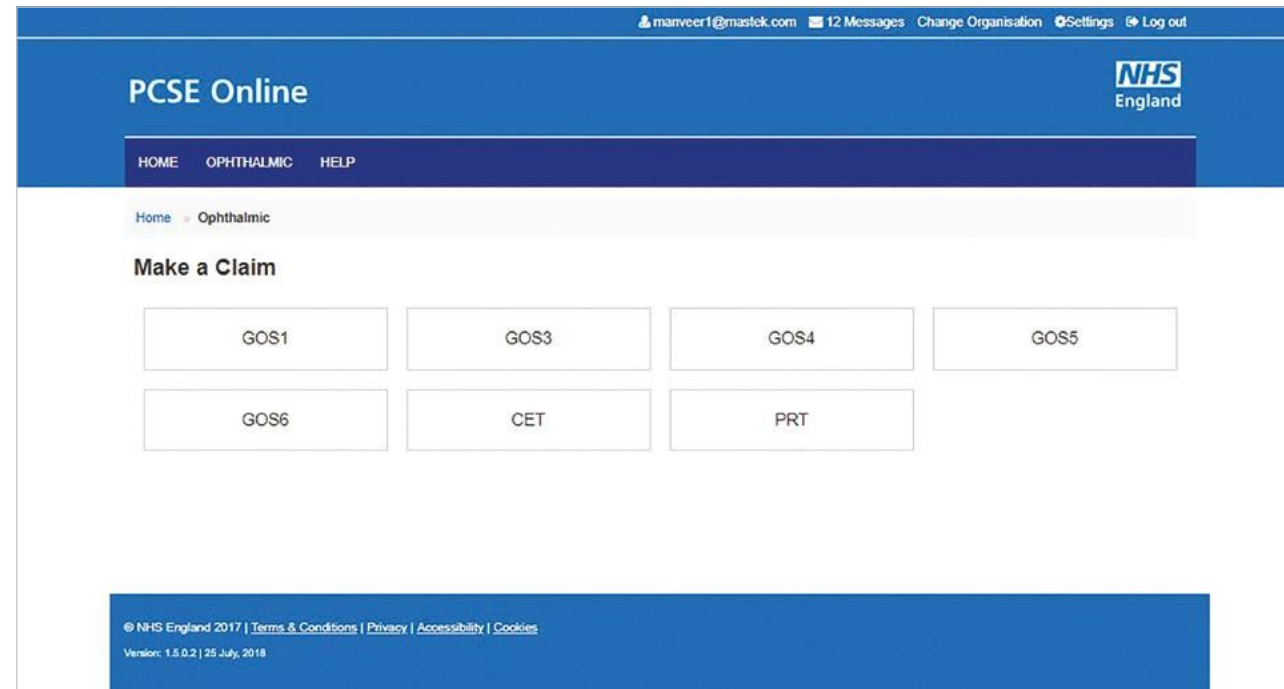 manveer1@mastek.com 12 Messages Change Organisation Settings Log out
PCSE Online
NHS
England
HOME OPHTHALMIC HELP
Home » Ophthalmic
Make a Claim
GOS1 GOS3 GOS4 GOS5
GOS6 CET PRT
© NHS England 2017 | Terms & Conditions | Privacy | Accessibility | Cookies
Version: 1.5.0.2 | 25 July, 2018